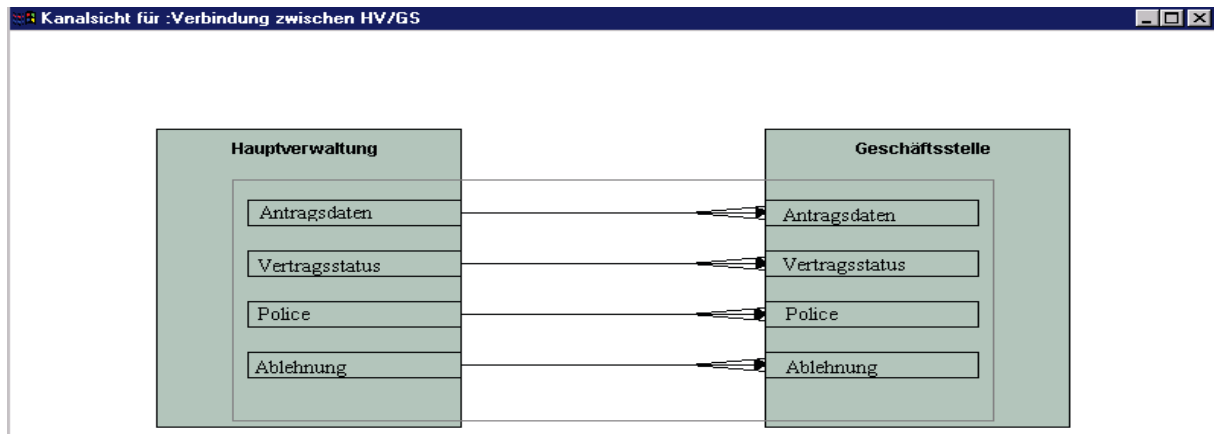 Kanalsicht für :Verbindung zwischen HV/GS
Hauptverwaltung Geschäftsstelle
Antragsdaten Antragsdaten
Vertragsstatus Vertragsstatus
Police Police
Ablehnung Ablehnung